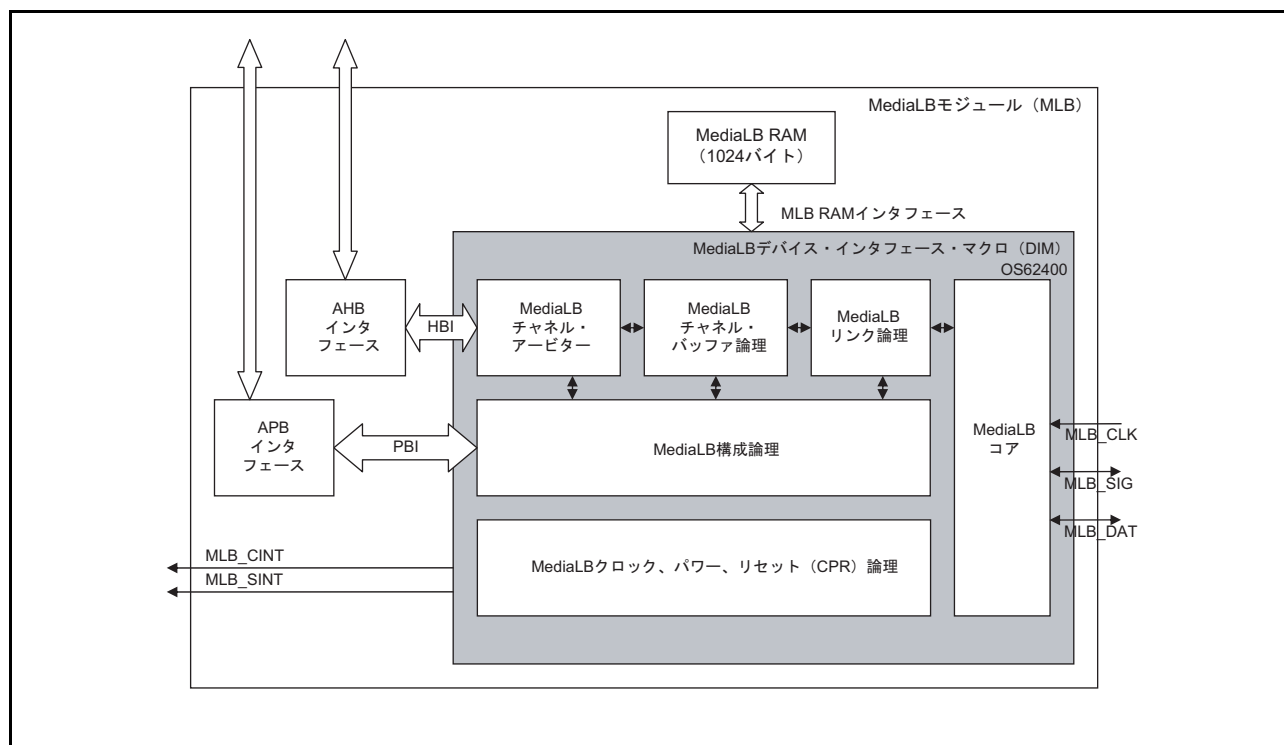 MediaLBモジュール（MLB）
MediaLB RAM
（1024バイト）
MLB RAMインタフェース
MediaLBデバイス・インタフェース・マクロ（DIM）
OS62400
AHB
インタ
フェース
HBI
MediaLB
チャネル・
アービター
MediaLB
チャネル・
バッファ論理
MediaLB
リンク論理
APB
インタ
フェース
PBI
MediaLB構成論理
MediaLB
コア
MLB_CLK
MLB_SIG
MLB_DAT
MLB_CINT
MLB_SINT
MediaLBクロック、パワー、リセット（CPR）論理